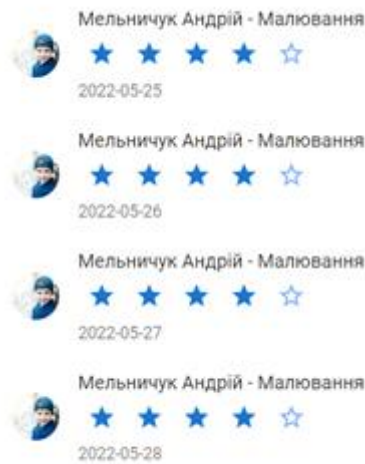 Мельничук Андрій - Малювання
2022-05-25
Мельничук Андрій - Малювання
2022-05-26
Мельничук Андрій - Малювання
2022-05-27
Мельничук Андрій - Малювання
2022-05-28